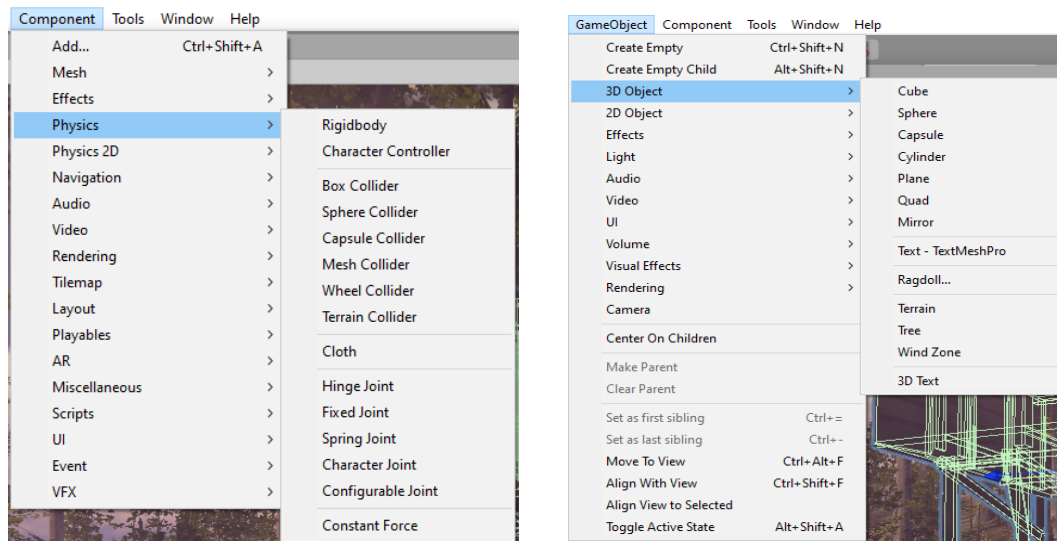 Component Tools Window Help
Add... Ctrl+Shift+A
Mesh
Effects
Physics
Physics 2D
Navigation
Audio
Video
Rendering
Tilemap
Layout
Playables
AR
Miscellaneous
Scripts
UI
Event
VFX
Rigidbody
Character Controller
Box Collider
Sphere Collider
Capsule Collider
Mesh Collider
Wheel Collider
Terrain Collider
Cloth
Hinge Joint
Fixed Joint
Spring Joint
Character Joint
Configurable Joint
Constant Force
GameObject Component Tools Window Help
Create Empty Ctrl+Shift+N
Create Empty Child Alt+Shift+N
3D Object
2D Object
Effects
Light
Audio
Video
UI
Volume
Visual Effects
Rendering
Camera
Center On Children
Make Parent
Clear Parent
Set as first sibling Ctrl+=
Set as last sibling Ctrl+-
Move To View Ctrl+Alt+F
Align With View Ctrl+Shift+F
Align View to Selected
Toggle Active State Alt+Shift+A
Cube
Sphere
Capsule
Cylinder
Plane
Quad
Mirror
Text - TextMeshPro
Ragdoll...
Terrain
Tree
Wind Zone
3D Text